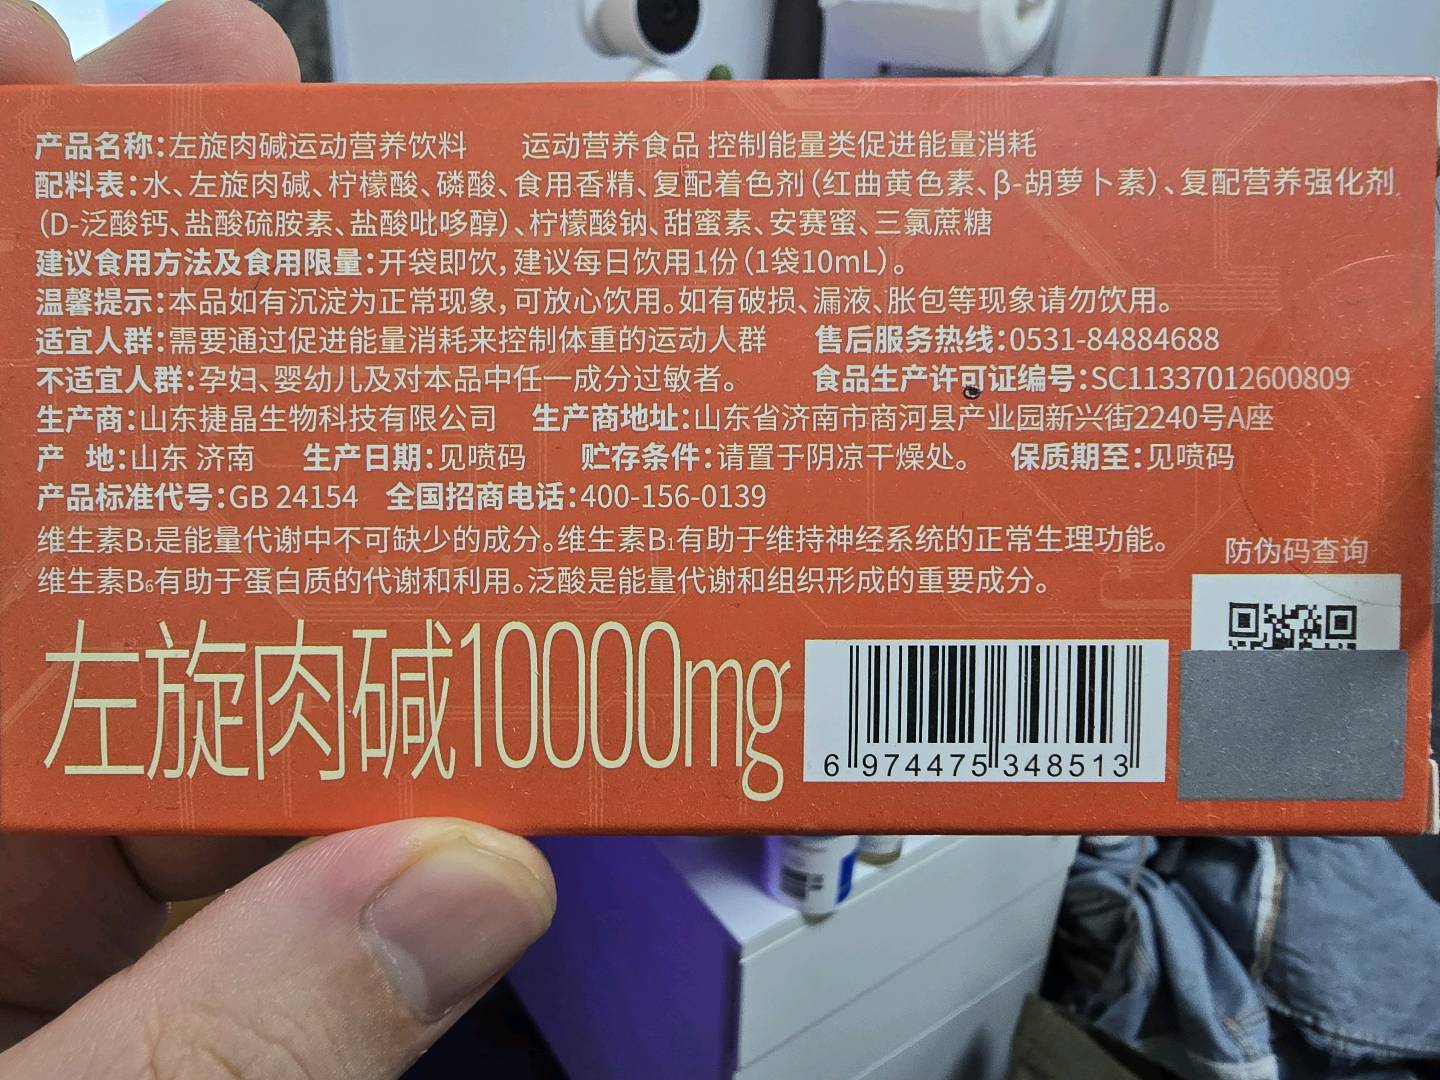 产品名称:左旋肉碱运动营养饮料 运动营养食品 控制能量类促进能量消耗
配料表:水、左旋肉碱、柠檬酸、磷酸、食用香精、复配着色剂(红曲黄色素、β-胡萝卜素)、复配营养强化剂
(D-泛酸钙、盐酸硫胺素、盐酸吡哆醇)、柠檬酸钠、甜蜜素、安赛蜜、三氯蔗糖
建议食用方法及食用限量:开袋即饮,建议每日饮用1份(1袋10mL)。
温馨提示:本品如有沉淀为正常现象,可放心饮用。如有破损、漏液、胀包等现象请勿饮用。
适宜人群:需要通过促进能量消耗来控制体重的运动人群 售后服务热线:0531-84884688
不适宜人群:孕妇、婴幼儿及对本品中任一成分过敏者。 食品生产许可证编号:SC11337012600809
生产商:山东捷晶生物科技有限公司 生产商地址:山东省济南市商河县产业园新兴街2240号A座
产 地:山东 济南 生产日期:见喷码 贮存条件:请置于阴凉干燥处。 保质期至:见喷码
产品标准代号:GB 24154 全国招商电话:400-156-0139
维生素B₁是能量代谢中不可缺少的成分。维生素B₁有助于维持神经系统的正常生理功能。
维生素B₆有助于蛋白质的代谢和利用。泛酸是能量代谢和组织形成的重要成分。
防伪码查询
左旋肉碱10000mg
6 974475 348513